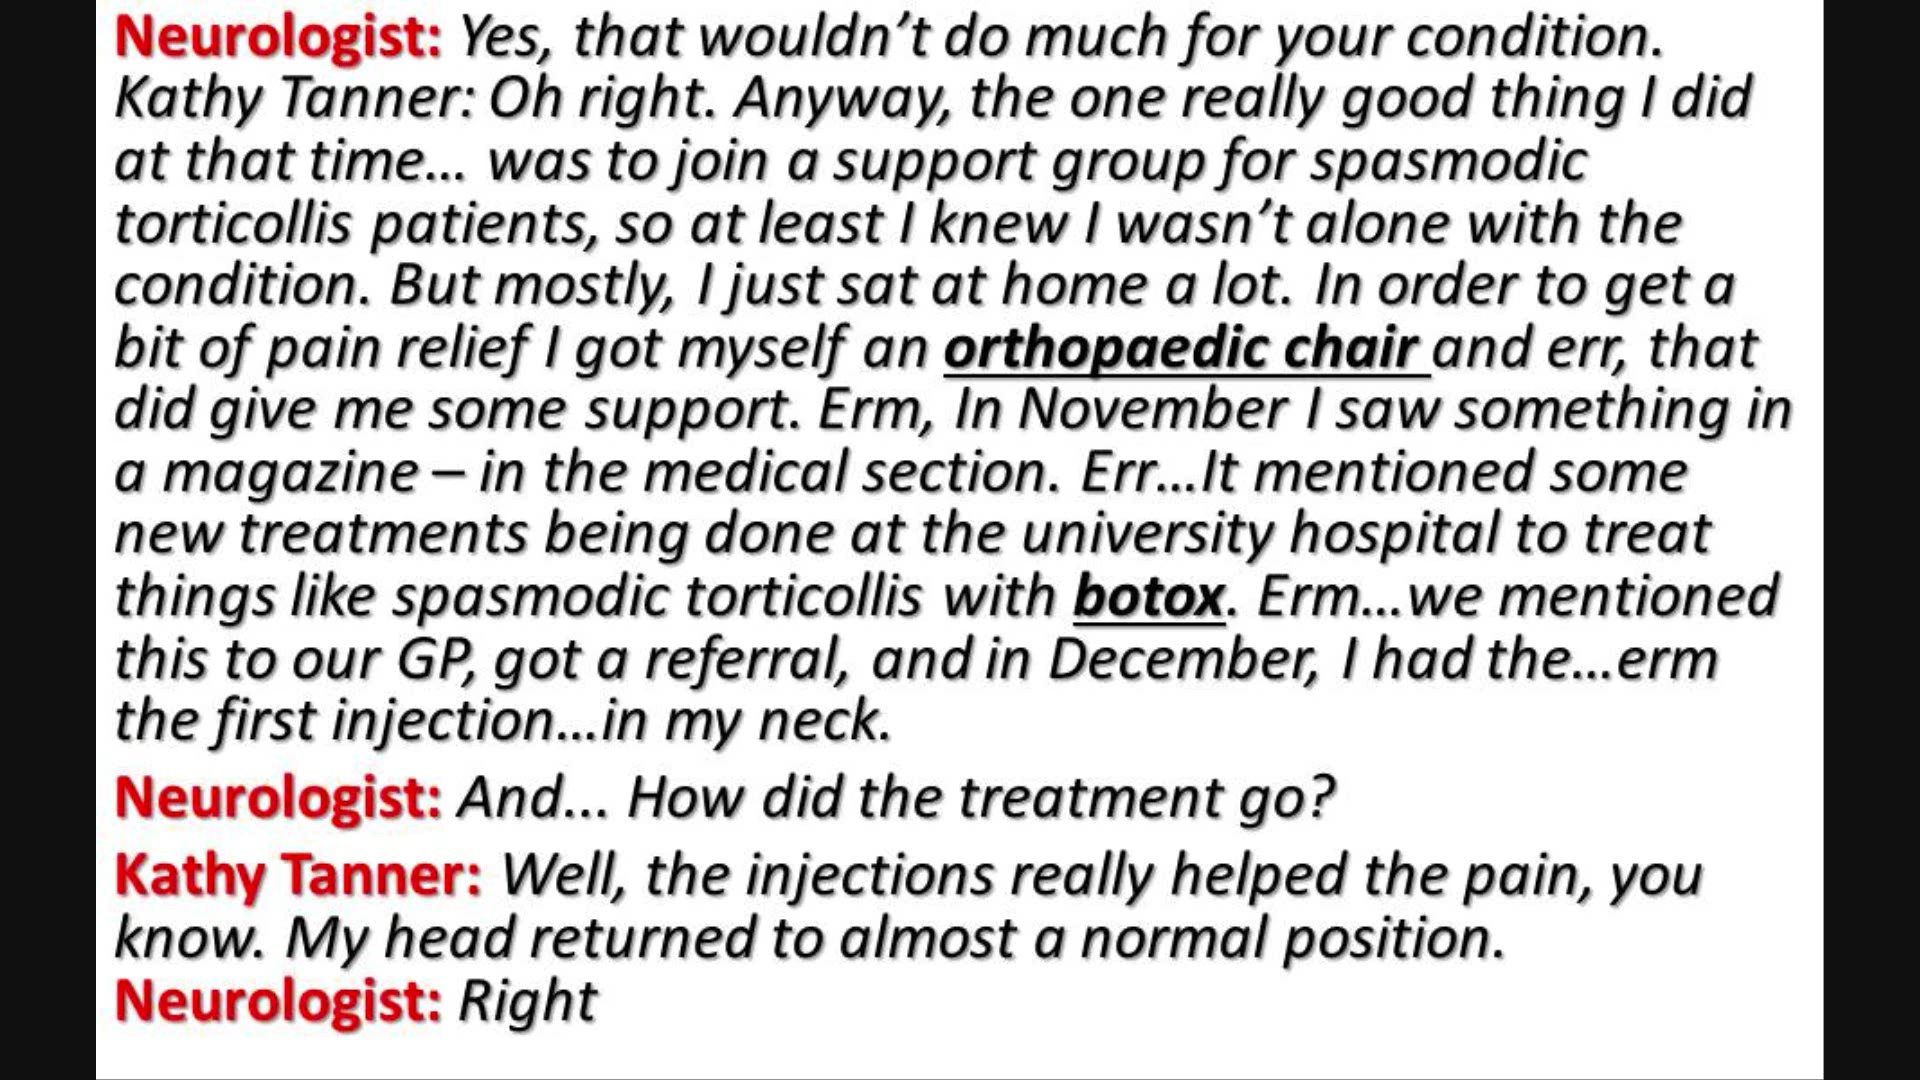 Neurologist: Yes, that wouldn’t do much for your condition.
Kathy Tanner: Oh right. Anyway, the one really good thing I did
at that time… was to join a support group for spasmodic
torticollis patients, so at least I knew I wasn’t alone with the
condition. But mostly, I just sat at home a lot. In order to get a
bit of pain relief I got myself an orthopaedic chair and err, that
did give me some support. Erm, In November I saw something in
a magazine – in the medical section. Err…It mentioned some
new treatments being done at the university hospital to treat
things like spasmodic torticollis with botox. Erm…we mentioned
this to our GP, got a referral, and in December, I had the…erm
the first injection…in my neck.
Neurologist: And... How did the treatment go?
Kathy Tanner: Well, the injections really helped the pain, you
know. My head returned to almost a normal position.
Neurologist: Right